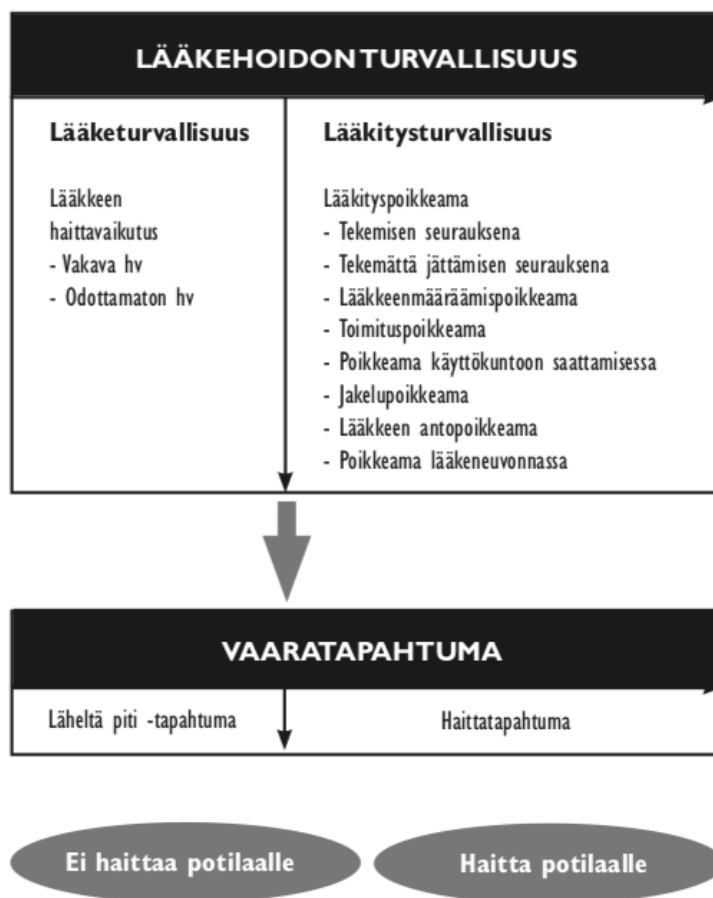 LÄÄKEHOIDON TURVALLISUUS
Lääketurvallisuus
Lääkkeen
haittavaikutus
- Vakava hv
- Odottamaton hv
Lääkitysturvallisuus
Lääkityspoikkeama
- Tekemisen seurauksena
- Tekemättä jättämisen seurauksena
- Lääkkeenmääräämispoikkeama
- Toimituspoikkeama
- Poikkeama käyttökuntoon saattamisessa
- Jakelupoikkeama
- Lääkkeen antopoikkeama
- Poikkeama lääkeneuvonnassa
VAARATAPAHTUMA
Läheltä piti -tapahtuma
Haittatapahtuma
Ei haittaa potilaalle
Haitta potilaalle